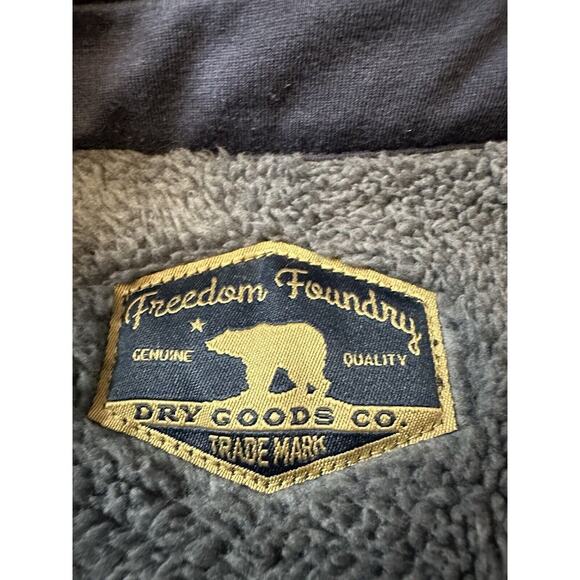 Freedom Foundry
GENUINE QUALITY
DRY GOODS CO.
TRADE MARK